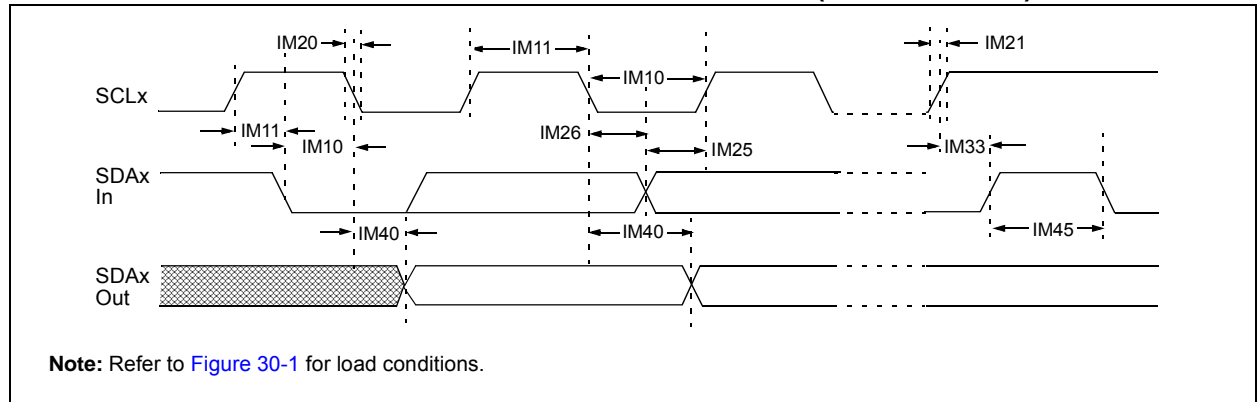 IM20
IM11
IM21
IM10
SCLx
IM11
IM26
IM10
IM25
IM33
SDAx
In
IM40
IM40
IM45
SDAx
Out
Note: Refer to Figure 30-1 for load conditions.